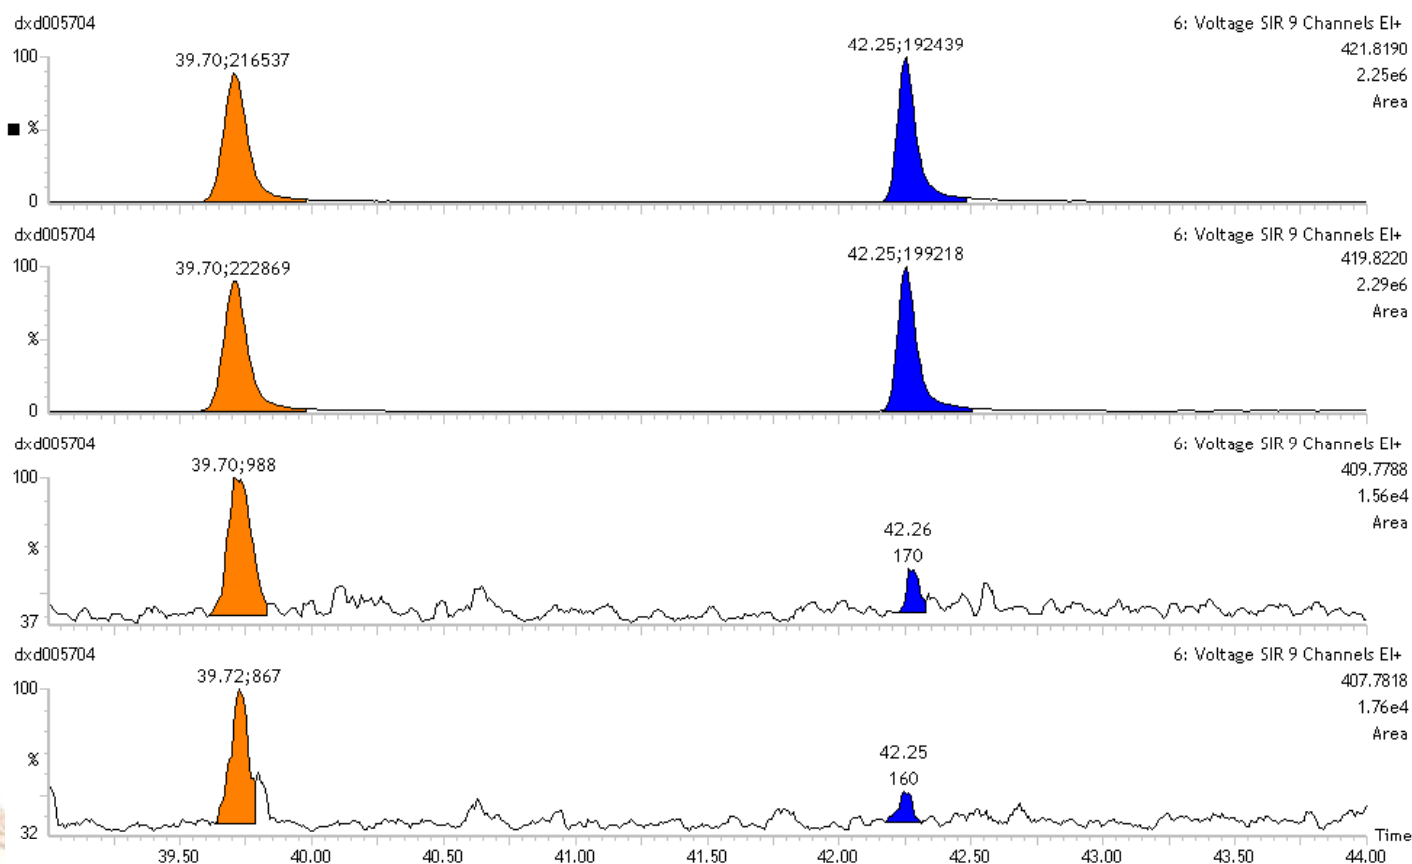 dxd005704
6: Voltage SIR 9 Channels EI+
42.25;192439
421.8190
100
39.70;216537
2.25e6
Area
%
0
dxd005704
6: Voltage SIR 9 Channels EI+
42.25;199218
419.8220
100
39.70;222869
2.29e6
Area
%
0
dxd005704
6: Voltage SIR 9 Channels EI+
39.70;988
409.7788
100
1.56e4
Area
42.26
%
170
37
dxd005704
6: Voltage SIR 9 Channels EI+
39.72;867
407.7818
100
1.76e4
Area
42.25
%
160
32
Time
39.50 40.00 40.50 41.00 41.50 42.00 42.50 43.00 43.50 44.00